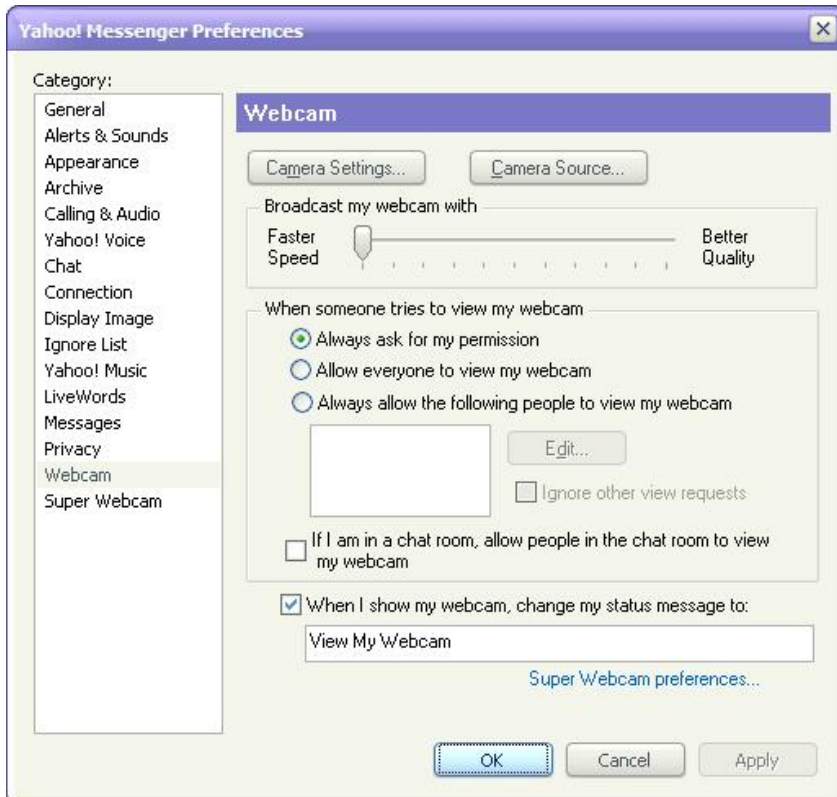 Yahoo! Messenger Preferences
Category:
General
Alerts & Sounds
Appearance
Archive
Calling & Audio
Yahoo! Voice
Chat
Connection
Display Image
Ignore List
Yahoo! Music
LiveWords
Messages
Privacy
Webcam
Super Webcam
Webcam
Camera Settings...
Camera Source...
Broadcast my webcam with
Faster
Speed
Better
Quality
When someone tries to view my webcam
Always ask for my permission
Allow everyone to view my webcam
Always allow the following people to view my webcam
Edit...
Ignore other view requests
If I am in a chat room, allow people in the chat room to view
my webcam
When I show my webcam, change my status message to:
View My Webcam
Super Webcam preferences...
OK
Cancel
Apply